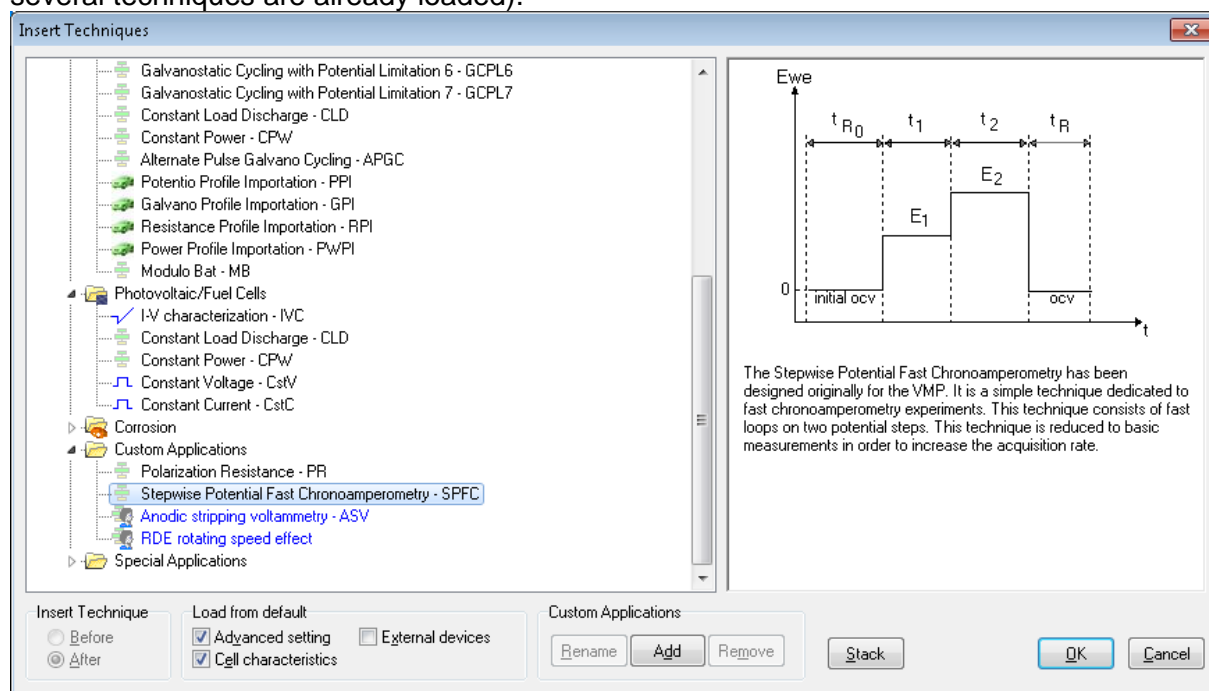 several techniques are already loaded).
Insert Techniques
Galvanostatic Cycling with Potential Limitation 6 - GCPL6
Galvanostatic Cycling with Potential Limitation 7 - GCPL7
Constant Load Discharge - CLD
Constant Power - CPW
Alternate Pulse Galvano Cycling - APGC
Potentio Profile Importation - PPI
Galvano Profile Importation - GPI
Resistance Profile Importation - RPI
Power Profile Importation - PWPI
Modulo Bat - MB
Photovoltaic/Fuel Cells
I-V characterization - IVC
Constant Load Discharge - CLD
Constant Power - CPW
Constant Voltage - CstV
Constant Current - CstC
Corrosion
Custom Applications
Polarization Resistance - PR
Stepwise Potential Fast Chronoamperometry - SPFC
Anodic stripping voltammetry - ASV
RDE rotating speed effect
Special Applications
Ewe
tR0 t1 t2 tR
E2
E1
0
initial ocv
ocv
t
The Stepwise Potential Fast Chronoamperometry has been
designed originally for the VMP. It is a simple technique dedicated to
fast chronoamperometry experiments. This technique consists of fast
loops on two potential steps. This technique is reduced to basic
measurements in order to increase the acquisition rate.
Insert Technique
Before
After
Load from default
Advanced setting
External devices
Cell characteristics
Custom Applications
Rename
Add
Remove
Stack
OK
Cancel